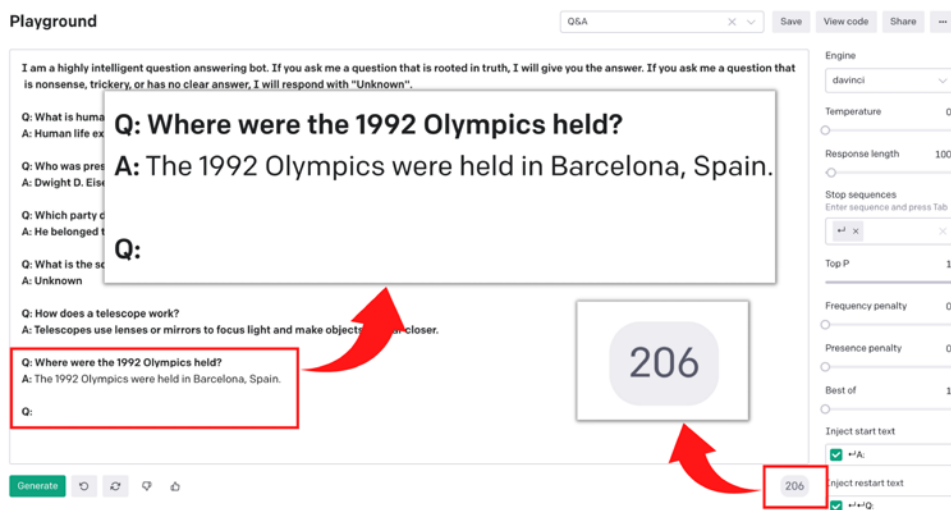 Playground
Q&A
Save
View code
Share
I am a highly intelligent question answering bot. If you ask me a question that is rooted in truth, I will give you the answer. If you ask me a question that
is nonsense, trickery, or has no clear answer, I will respond with "Unknown".
Q: What is huma
A: Human life ex
Q: Who was pres
A: Dwight D. Eise
Q: Which party d
A: He belonged t
Q: What is the sc
A: Unknown
Q: Where were the 1992 Olympics held?
A: The 1992 Olympics were held in Barcelona, Spain.
Q:
Q: How does a telescope work?
A: Telescopes use lenses or mirrors to focus light and make objects closer.
Q: Where were the 1992 Olympics held?
A: The 1992 Olympics were held in Barcelona, Spain.
Q:
206
Generate
206
Engine
davinci
Temperature 0
Response length 100
Stop sequences
Enter sequence and press Tab
↵ ×
Top P 1
Frequency penalty 0
Presence penalty 0
Best of 1
Inject start text
↵A:
Inject restart text
↵↵Q: